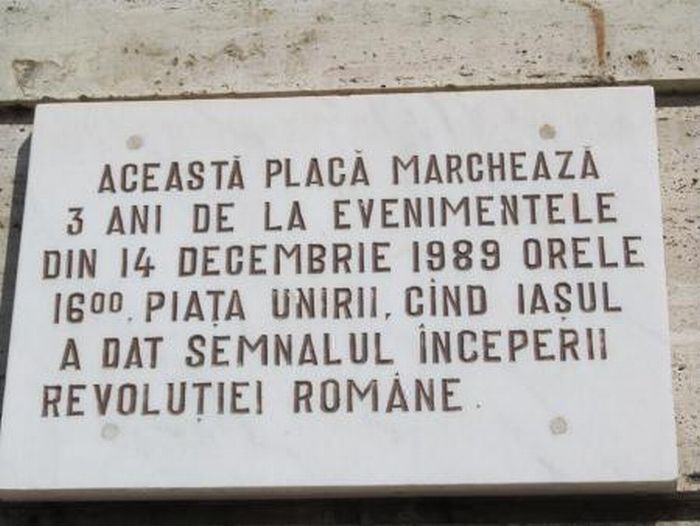 ACEASTĂ PLACĂ MARCHEAZĂ
3 ANI DE LA EVENIMENTELE
DIN 14 DECEMBRIE 1989 ORELE
16⁰⁰, PIAȚA UNIRII, CÎND IAȘUL
A DAT SEMNALUL ÎNCEPERII
REVOLUȚIEI ROMÂNE.